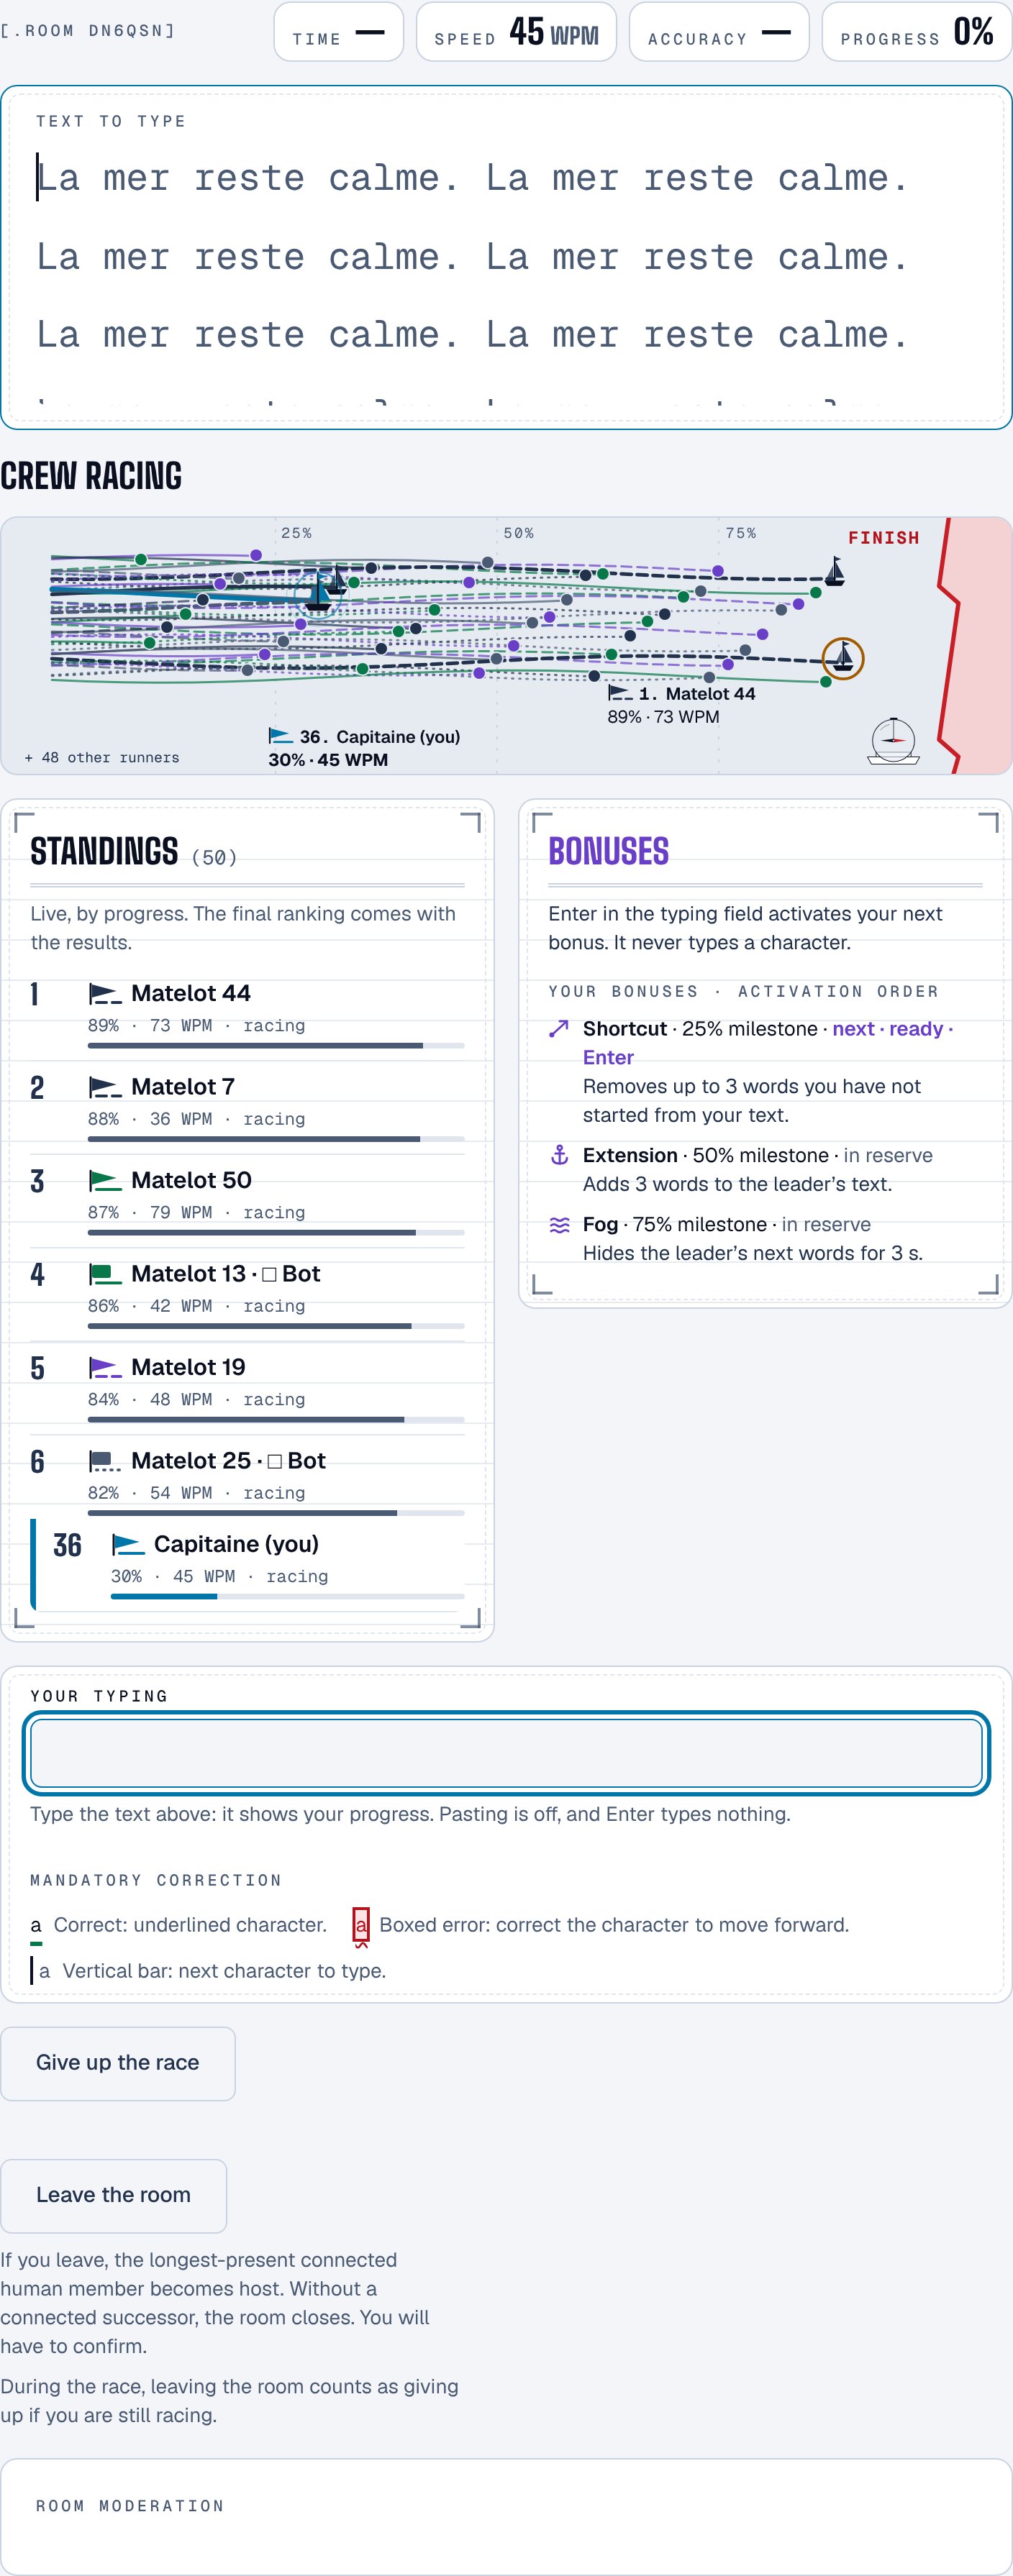 [.ROOM DN6QSN]
TIME —
SPEED 45 WPM
ACCURACY —
PROGRESS 0%
TEXT TO TYPE
La mer reste calme. La mer reste calme.
La mer reste calme. La mer reste calme.
La mer reste calme. La mer reste calme.
CREW RACING
25%
50%
75%
FINISH
1. Matelot 44
89% · 73 WPM
36. Capitaine (you)
30% · 45 WPM
+ 48 other runners
STANDINGS (50)
Live, by progress. The final ranking comes with
the results.
1 Matelot 44
89% · 73 WPM · racing
2 Matelot 7
88% · 36 WPM · racing
3 Matelot 50
87% · 79 WPM · racing
4 Matelot 13 · □ Bot
86% · 42 WPM · racing
5 Matelot 19
84% · 48 WPM · racing
6 Matelot 25 · □ Bot
82% · 54 WPM · racing
36 Capitaine (you)
30% · 45 WPM · racing
BONUSES
Enter in the typing field activates your next
bonus. It never types a character.
YOUR BONUSES · ACTIVATION ORDER
Shortcut · 25% milestone · next · ready ·
Enter
Removes up to 3 words you have not
started from your text.
Extension · 50% milestone · in reserve
Adds 3 words to the leader’s text.
Fog · 75% milestone · in reserve
Hides the leader’s next words for 3 s.
YOUR TYPING
Type the text above: it shows your progress. Pasting is off, and Enter types nothing.
MANDATORY CORRECTION
a Correct: underlined character. a Boxed error: correct the character to move forward.
a Vertical bar: next character to type.
Give up the race
Leave the room
If you leave, the longest-present connected
human member becomes host. Without a
connected successor, the room closes. You will
have to confirm.
During the race, leaving the room counts as giving
up if you are still racing.
ROOM MODERATION